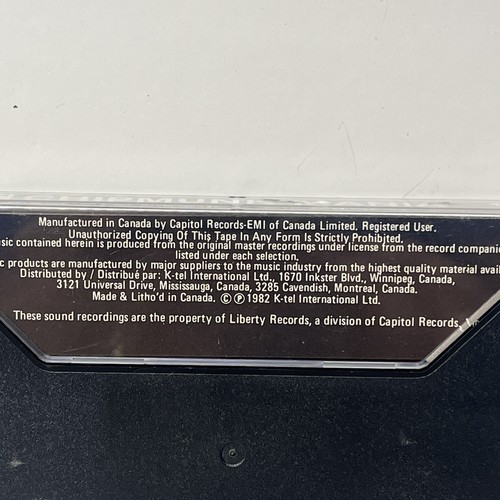 Manufactured in Canada by Capitol Records-EMI of Canada Limited. Registered User.
Unauthorized Copying Of This Tape In Any Form Is Strictly Prohibited.
contained herein is produced from the original master recordings under license from the record
listed under each selection.
products are manufactured by major suppliers to the music industry from the highest quality material
Distributed by / Distribué par: K-tel International Ltd., 1670 Inkster Blvd., Winnipeg, Canada,
3121 Universal Drive, Mississauga, Canada, 3285 Cavendish, Montreal, Canada.
Made & Litho'd in Canada. © ℗ 1982 K-tel International Ltd.
These sound recordings are the property of Liberty Records, a division of Capitol Records,